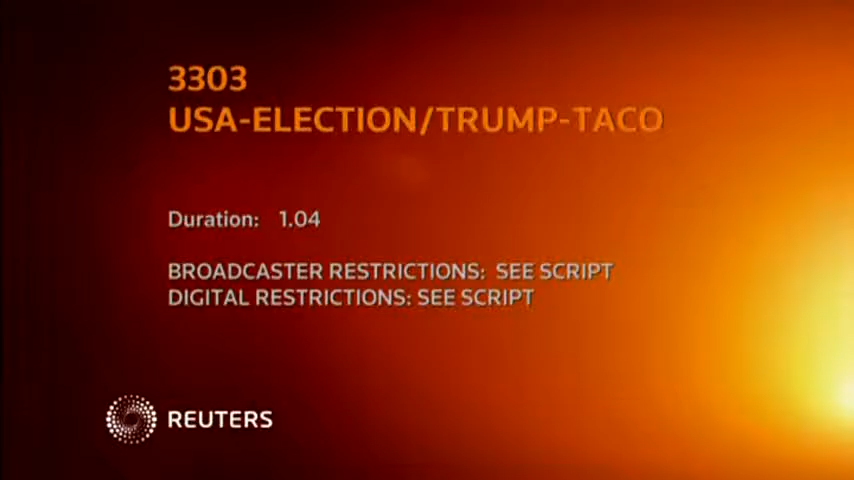 3303
USA-ELECTION/TRUMP-TACO
Duration: 1.04
BROADCASTER RESTRICTIONS: SEE SCRIPT
DIGITAL RESTRICTIONS: SEE SCRIPT
REUTERS